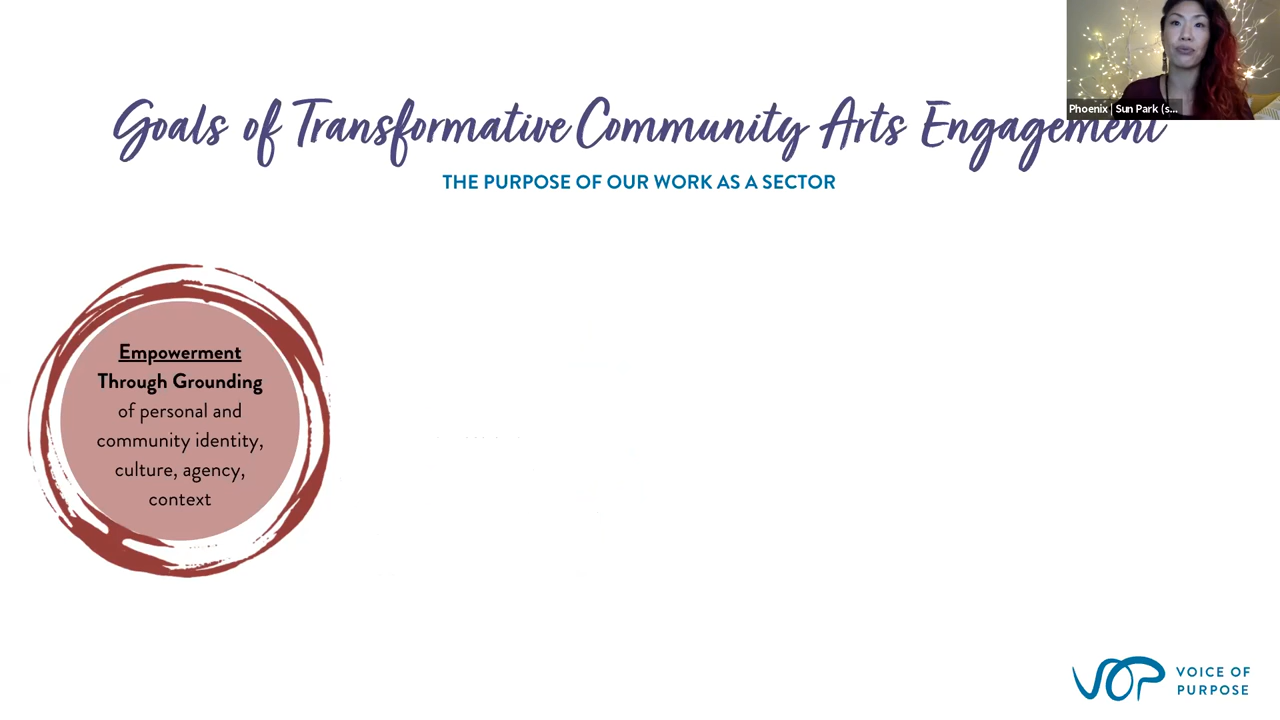 Phoenix | Sun Park (s...
Goals of Transformative Community Arts Engagement
THE PURPOSE OF OUR WORK AS A SECTOR
Empowerment
Through Grounding
of personal and
community identity,
culture, agency,
context
VOP
VOICE OF
PURPOSE